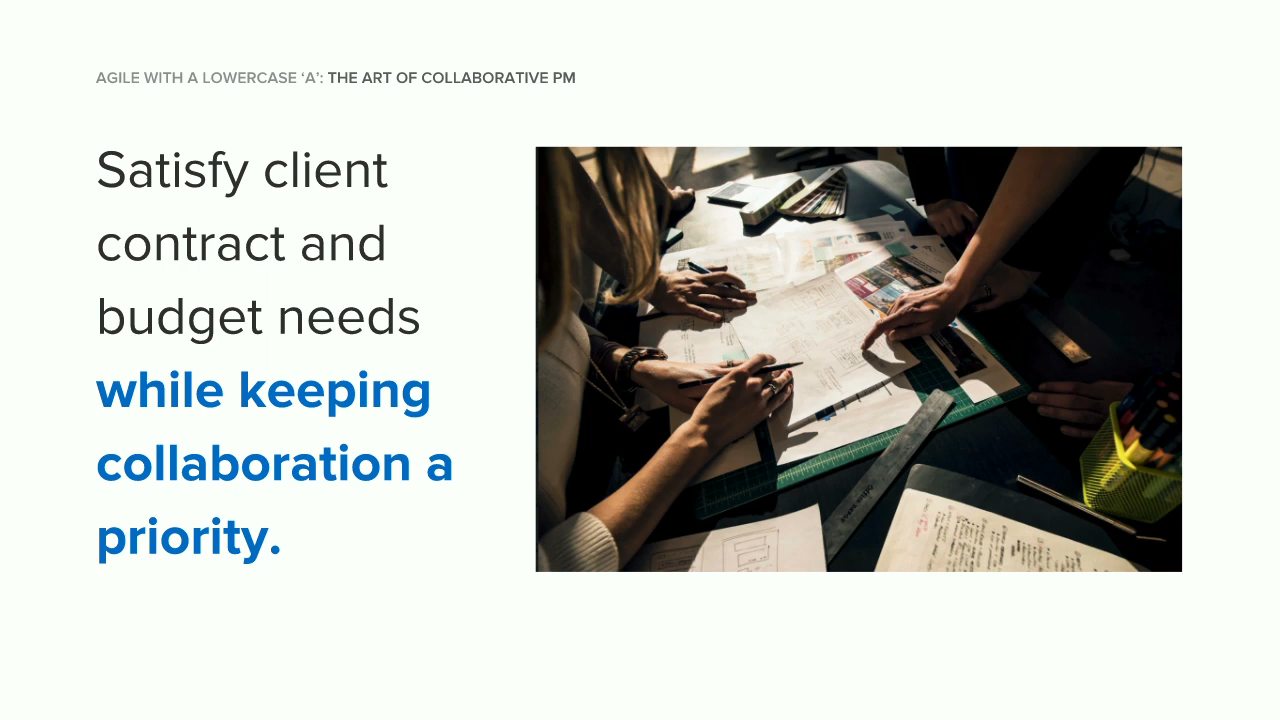 AGILE WITH A LOWERCASE ‘A’: THE ART OF COLLABORATIVE PM
Satisfy client
contract and
budget needs
while keeping
collaboration a
priority.